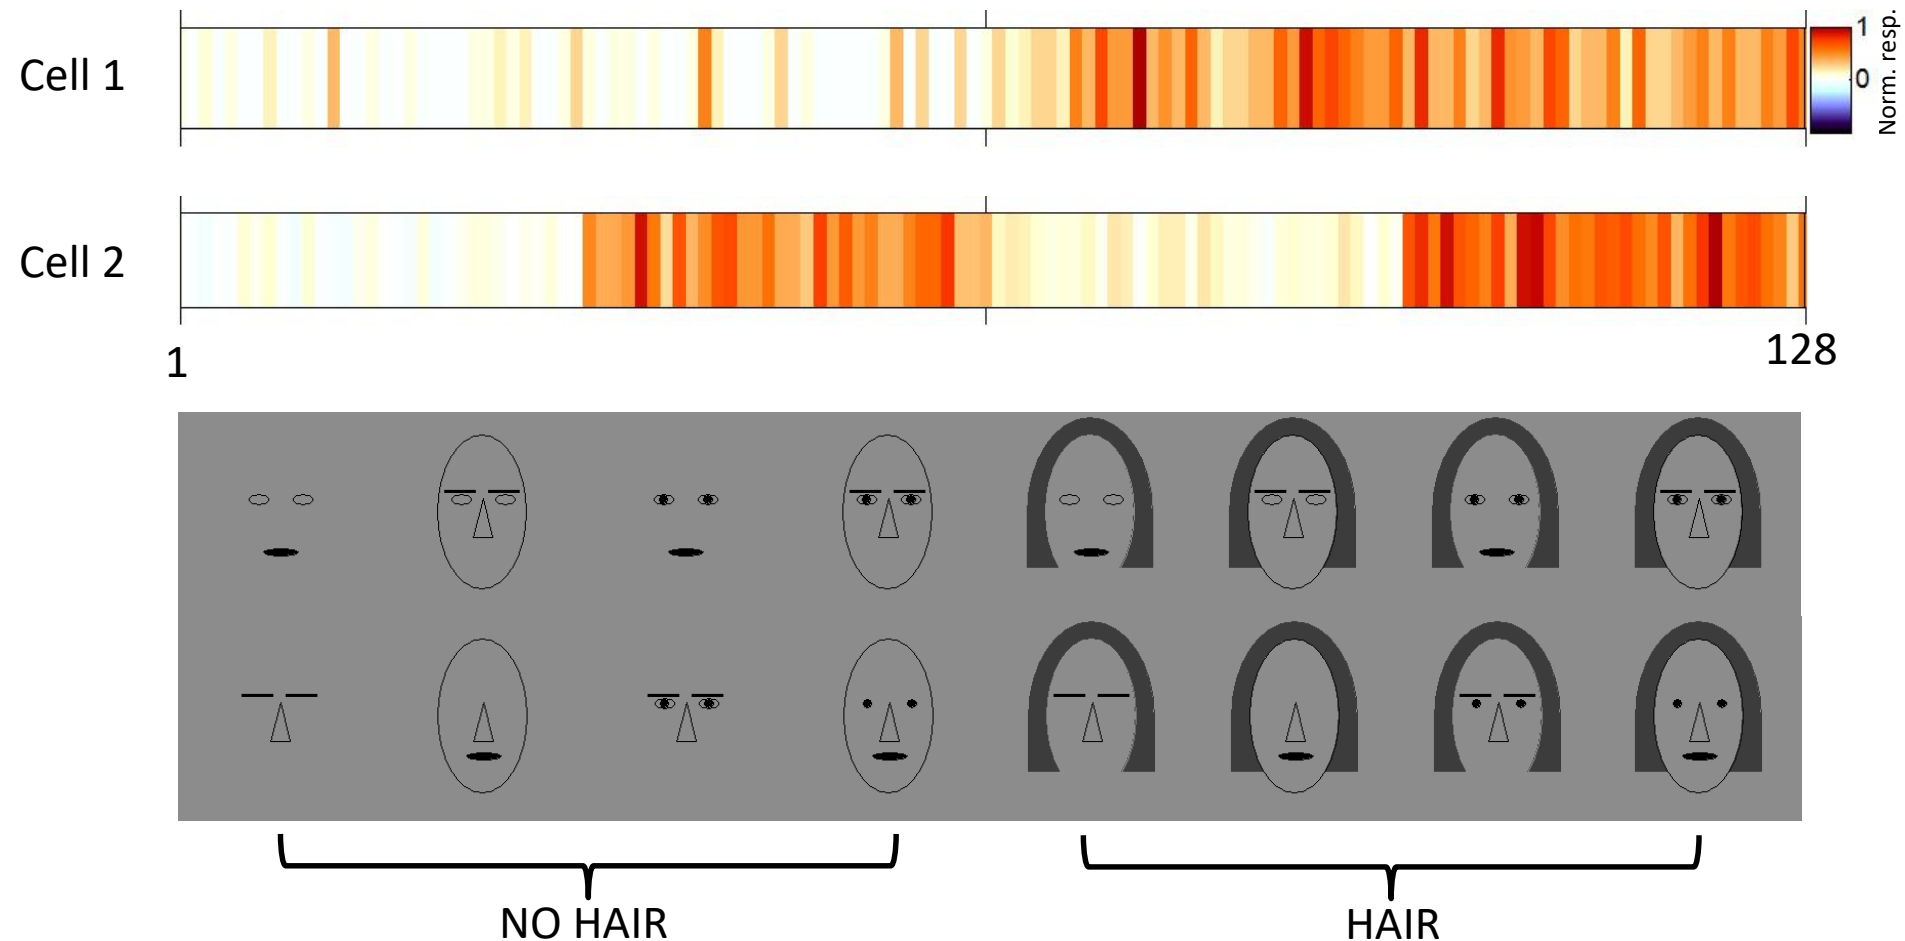 Cell 1
1
0
Norm. resp.
Cell 2
1
128
NO HAIR
HAIR